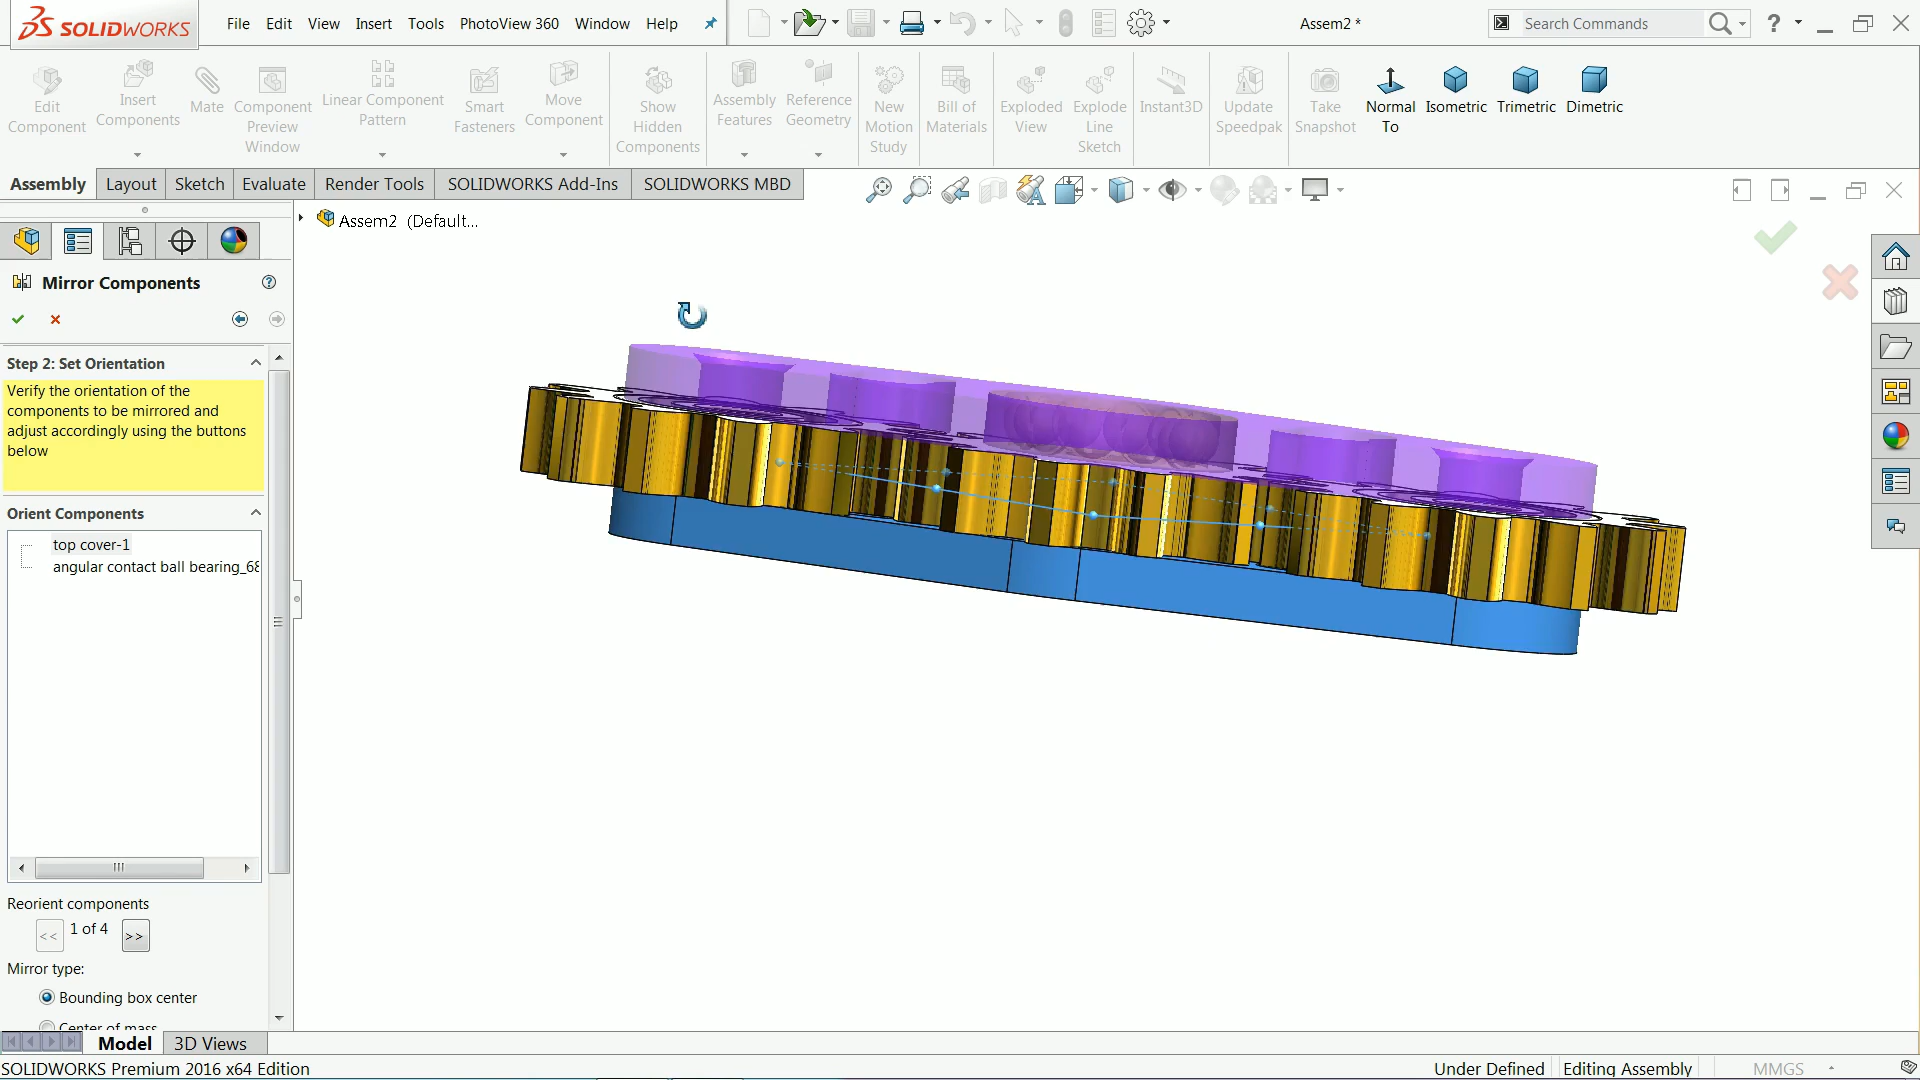 SOLIDWORKS File Edit View Insert Tools PhotoView 360 Window Help Assem2 * Search Commands ?
Edit Component
Insert Components
Mate
Component Preview Window
Linear Component Pattern
Smart Fasteners
Move Component
Show Hidden Components
Assembly Features
Reference Geometry
New Motion Study
Bill of Materials
Exploded View
Explode Line Sketch
Instant3D
Update Speedpak
Take Snapshot
Normal To
Isometric
Trimetric
Dimetric
Assembly Layout Sketch Evaluate Render Tools SOLIDWORKS Add-Ins SOLIDWORKS MBD
Assem2 (Default...
Mirror Components
Step 2: Set Orientation
Verify the orientation of the
components to be mirrored and
adjust accordingly using the buttons
below
Orient Components
top cover-1
angular contact ball bearing_68
Reorient components
<< 1 of 4 >>
Mirror type:
Bounding box center
Center of mass
Model 3D Views
SOLIDWORKS Premium 2016 x64 Edition Under Defined Editing Assembly MMGS